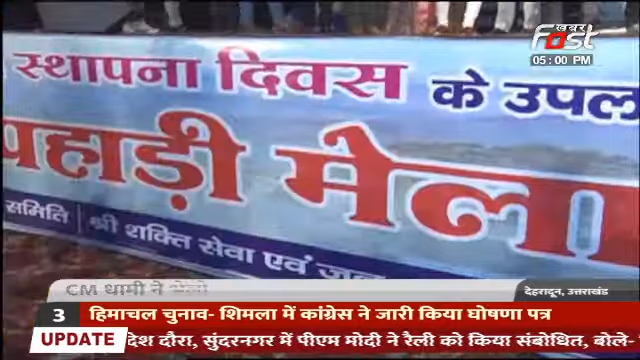 खबर
Fast
05:00 PM
स्थापना दिवस के
पहाड़ी मेला
समिति | श्री शक्ति सेवा एवं
CM धामी ने
देहरादून, उत्तराखंड
3 हिमाचल चुनाव- शिमला में कांग्रेस ने जारी किया घोषणा पत्र
UPDATE दौरा, सुंदरनगर में पीएम मोदी ने रैली को किया संबोधित, बोले-